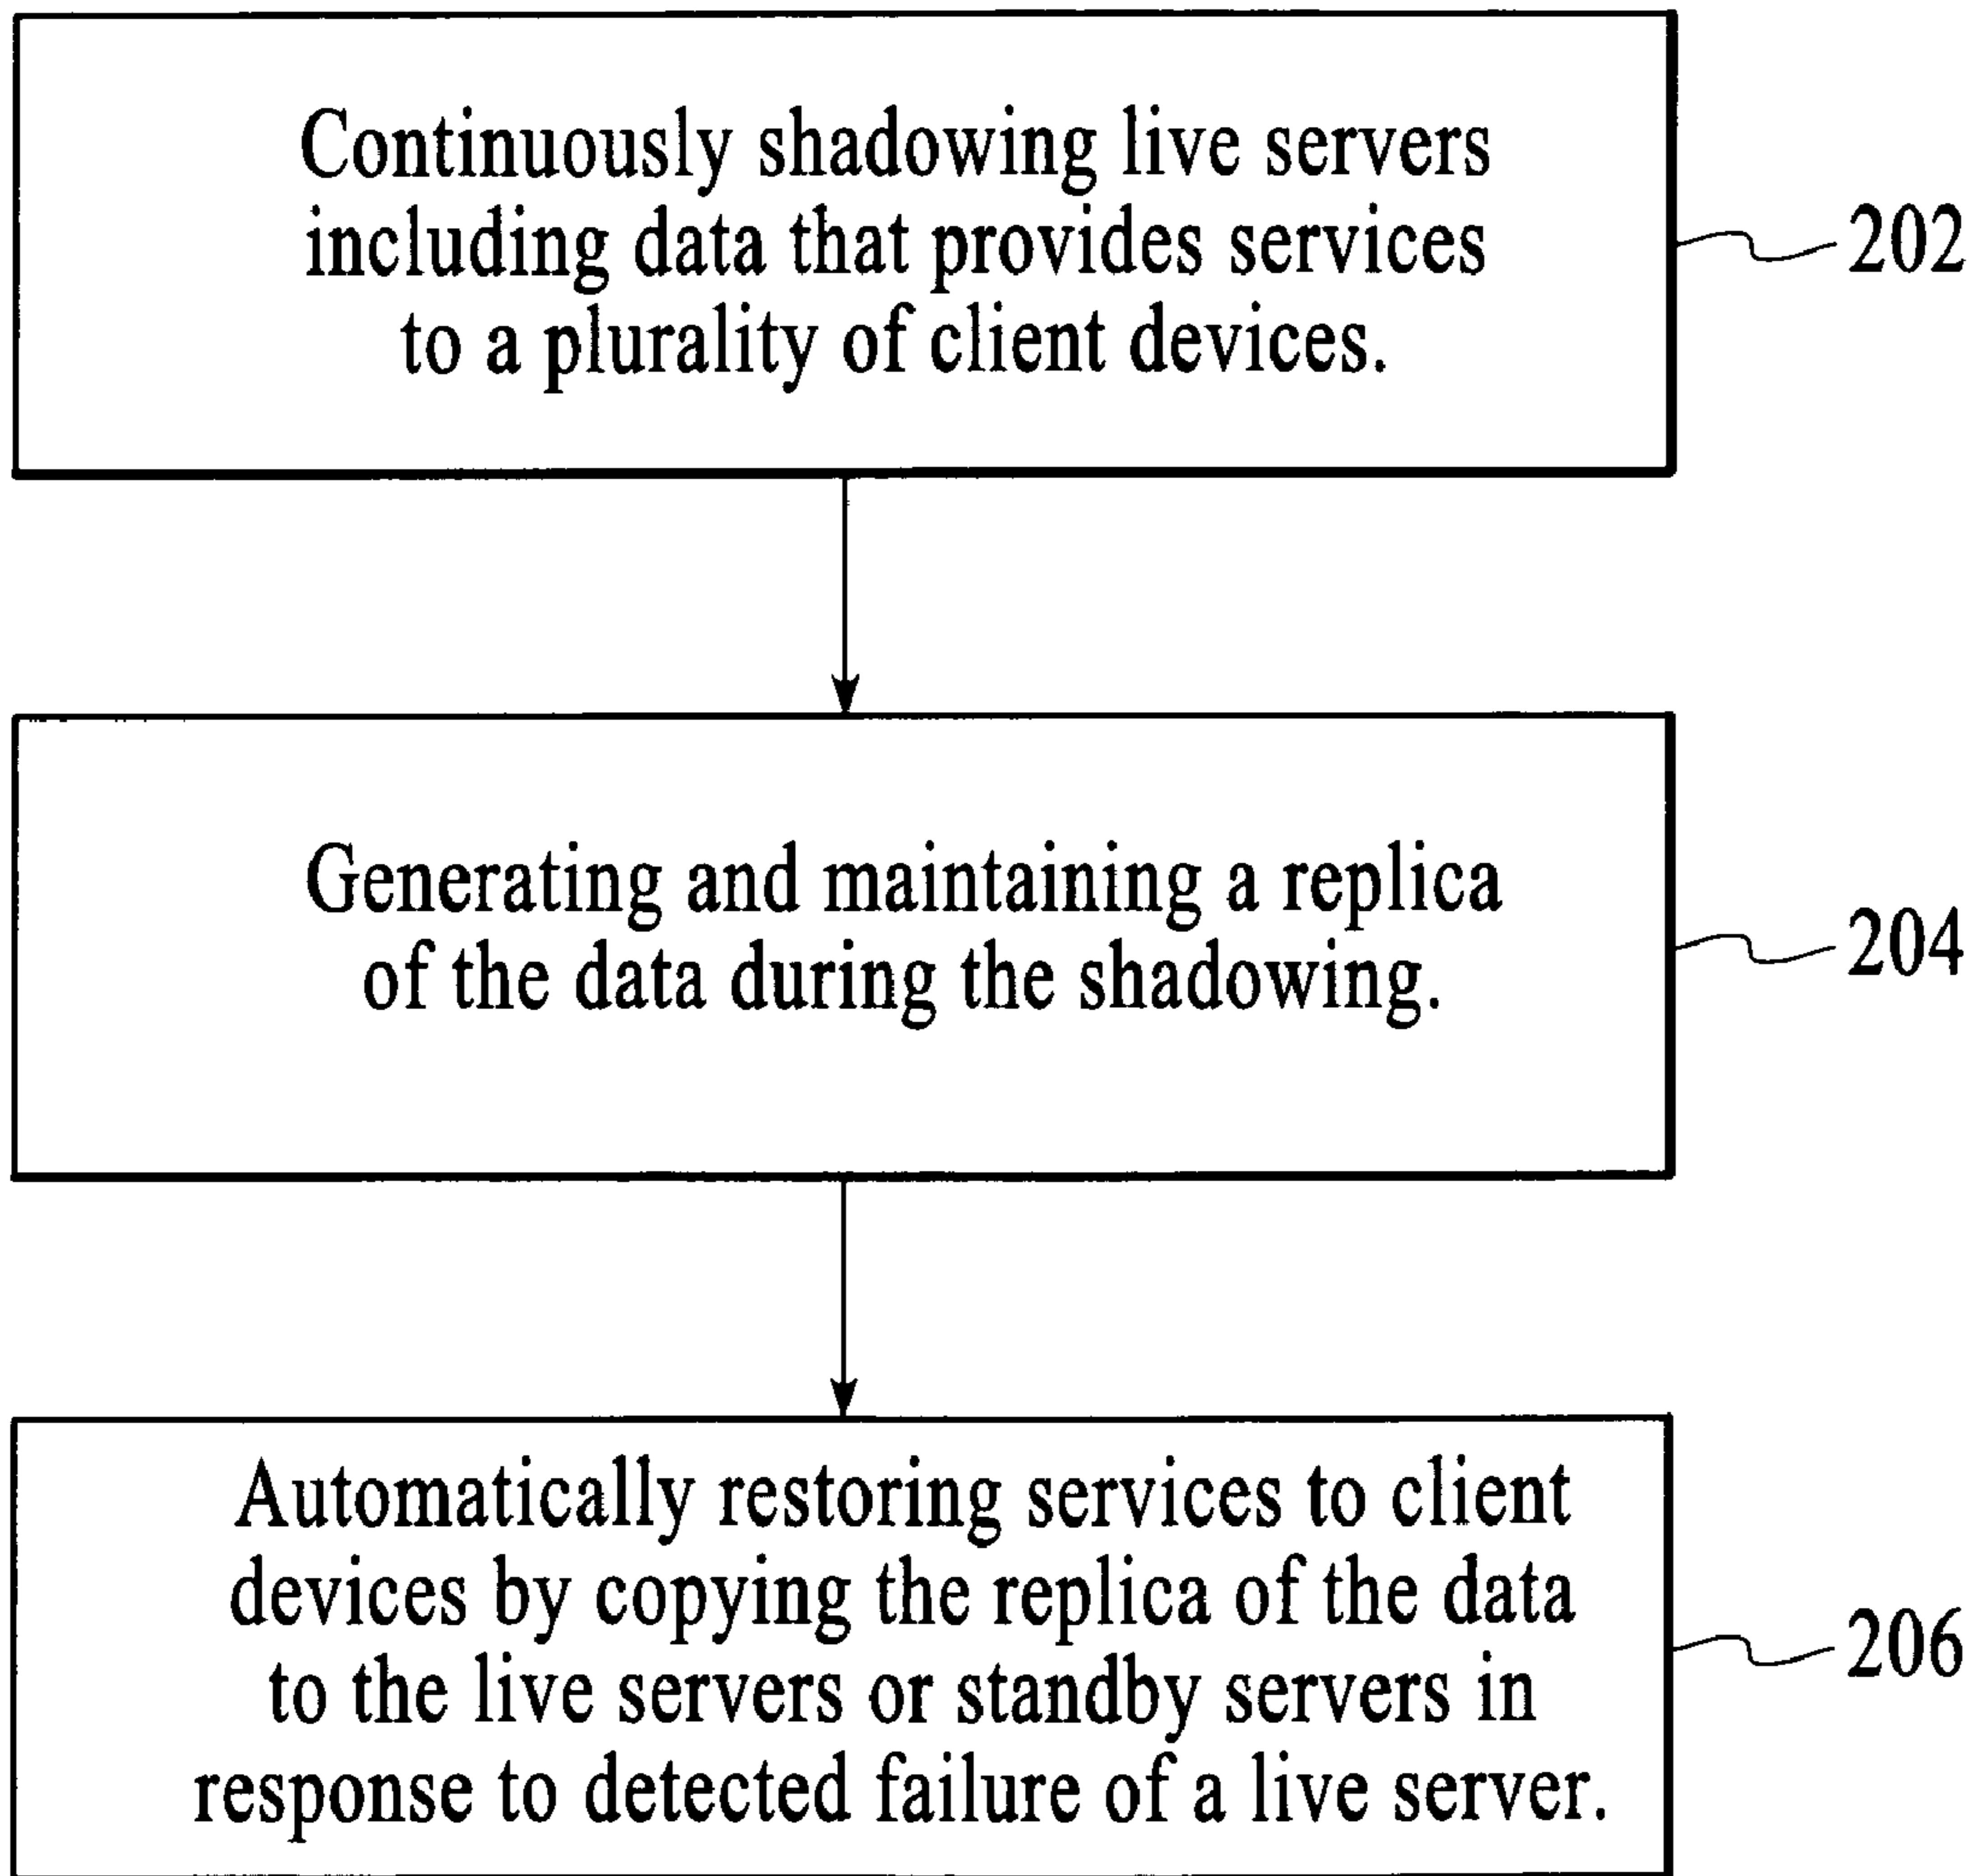 Continuously shadowing live servers
including data that provides services
to a plurality of client devices.
202
Generating and maintaining a replica
of the data during the shadowing.
204
Automatically restoring services to client
devices by copying the replica of the data
to the live servers or standby servers in
response to detected failure of a live server.
206